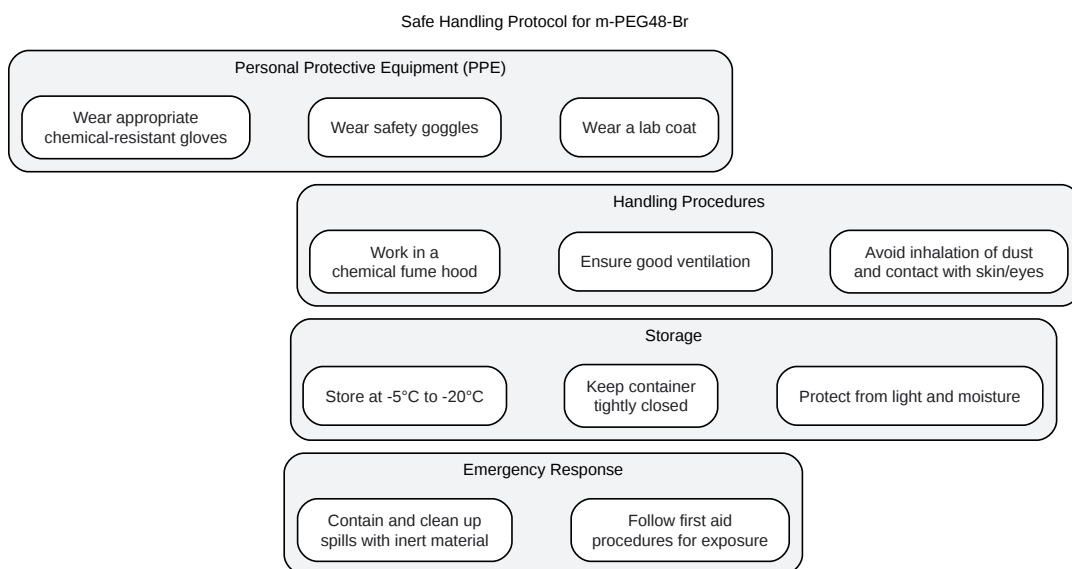 Safe Handling Protocol for m-PEG48-Br
Personal Protective Equipment (PPE)
Wear appropriate
chemical-resistant gloves
Wear safety goggles
Wear a lab coat
Handling Procedures
Work in a
chemical fume hood
Ensure good ventilation
Avoid inhalation of dust
and contact with skin/eyes
Storage
Store at -5°C to -20°C
Keep container
tightly closed
Protect from light and moisture
Emergency Response
Contain and clean up
spills with inert material
Follow first aid
procedures for exposure